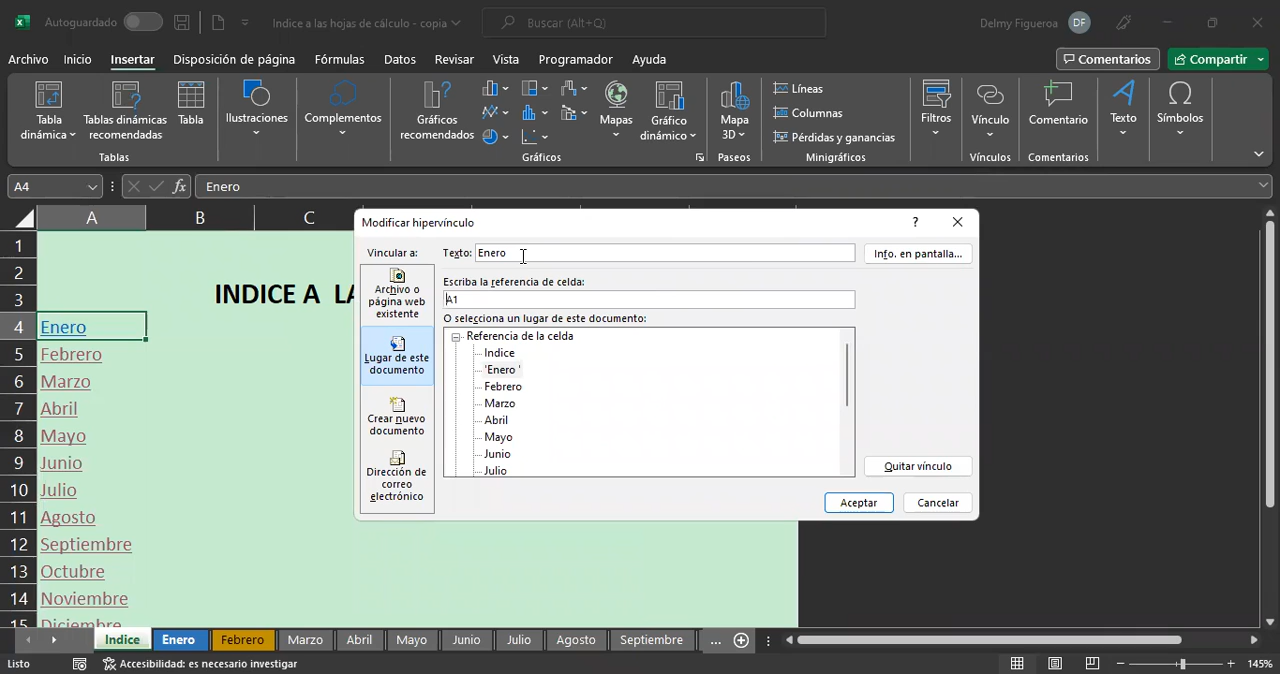 Autoguardado
Indice a las hojas de cálculo - copia
Buscar (Alt+Q)
Delmy Figueroa
DF
Archivo
Inicio
Insertar
Disposición de página
Fórmulas
Datos
Revisar
Vista
Programador
Ayuda
Comentarios
Compartir
Tabla dinámica
Tablas dinámicas recomendadas
Tabla
Ilustraciones
Complementos
Gráficos recomendados
Mapas
Gráfico dinámico
Mapa 3D
Líneas
Columnas
Pérdidas y ganancias
Filtros
Vínculo
Comentario
Texto
Símbolos
Tablas
Gráficos
Paseos
Minigráficos
Vínculos
Comentarios
A4
fx
Enero
A B C
1
2
3 INDICE A LA
4 Enero
5 Febrero
6 Marzo
7 Abril
8 Mayo
9 Junio
10 Julio
11 Agosto
12 Septiembre
13 Octubre
14 Noviembre
15 Diciembre
Modificar hipervínculo
?
Vincular a:
Texto: Enero
Info. en pantalla...
Archivo o página web existente
Lugar de este documento
Crear nuevo documento
Dirección de correo electrónico
Escriba la referencia de celda:
A1
O selecciona un lugar de este documento:
Referencia de la celda
Indice
'Enero '
Febrero
Marzo
Abril
Mayo
Junio
Julio
Quitar vínculo
Aceptar
Cancelar
Indice
Enero
Febrero
Marzo
Abril
Mayo
Junio
Julio
Agosto
Septiembre
...
Listo
Accesibilidad: es necesario investigar
145%